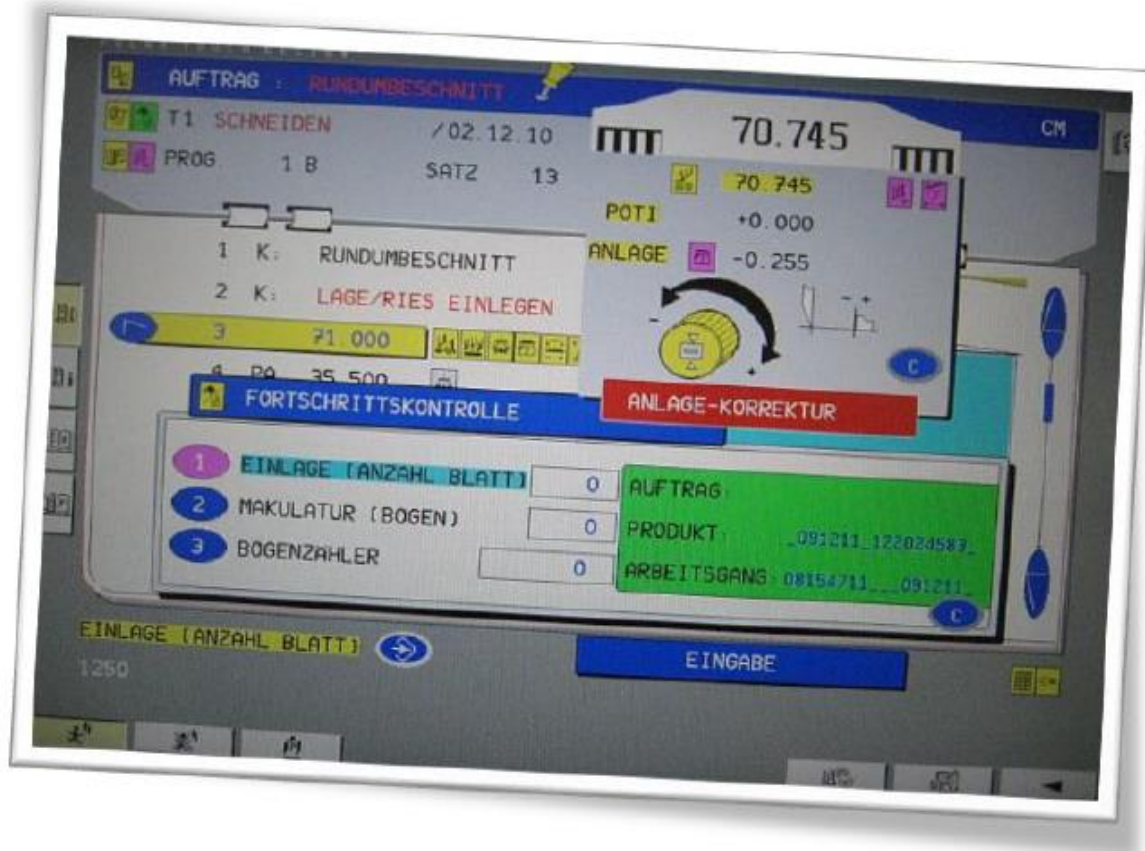 AUFTRAG : RUNDUMBESCHNITT
T1 SCHNEIDEN /02.12.10
PROG 1 B SATZ 13
CM
70.745
70.745
POTI +0.000
ANLAGE -0.255
- +
- +
C
ANLAGE-KORREKTUR
1 K: RUNDUMBESCHNITT
2 K: LAGE/RIES EINLEGEN
3 71.000
4 PA 35.500
FORTSCHRITTSKONTROLLE
1 EINLAGE [ANZAHL BLATT] 0
2 MAKULATUR (BOGEN) 0
3 BOGENZAHLER 0
AUFTRAG:
PRODUKT: _091211_122024583_
ARBEITSGANG: 08154711___091211_
C
EINLAGE [ANZAHL BLATT]
1250
EINGABE